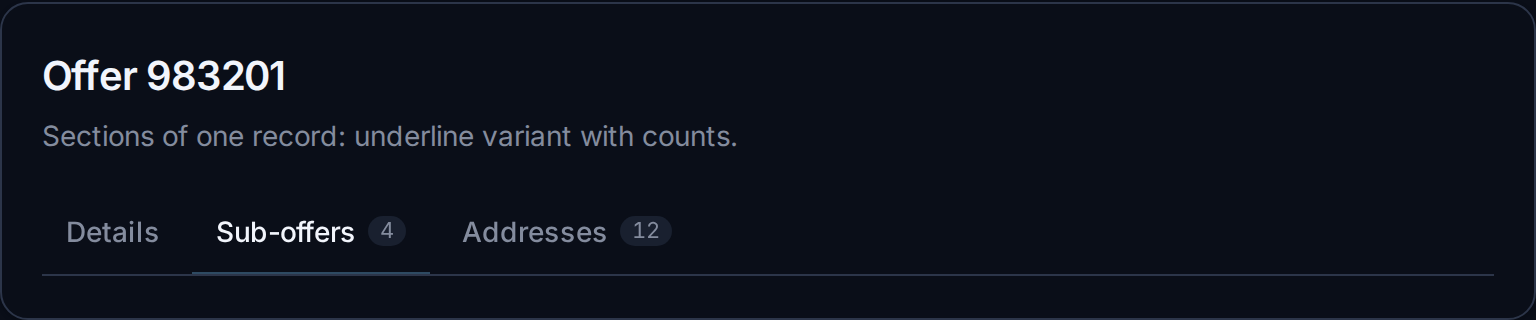 Offer 983201
Sections of one record: underline variant with counts.
Details Sub-offers 4 Addresses 12